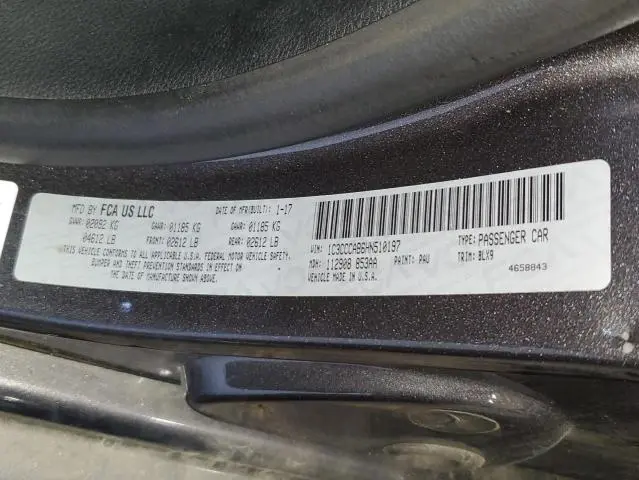 MFD BY FCA US LLC DATE OF MFR(BUILT): 1-17
GVWR: 02092 KG GAWR: 01185 KG GAWR: 01185 KG
04612 LB FRONT: 02612 LB REAR: 02612 LB
THIS VEHICLE CONFORMS TO ALL APPLICABLE U.S.A. FEDERAL MOTOR VEHICLE SAFETY,
BUMPER AND THEFT PREVENTION STANDARDS IN EFFECT ON
THE DATE OF MANUFACTURE SHOWN ABOVE.
VIN: 1C3CCCAB6HN510197 TYPE: PASSENGER CAR
MDH: 112908 853AA PAINT: PAU TRIM: BLX9
VEHICLE MADE IN U.S.A. 4658843